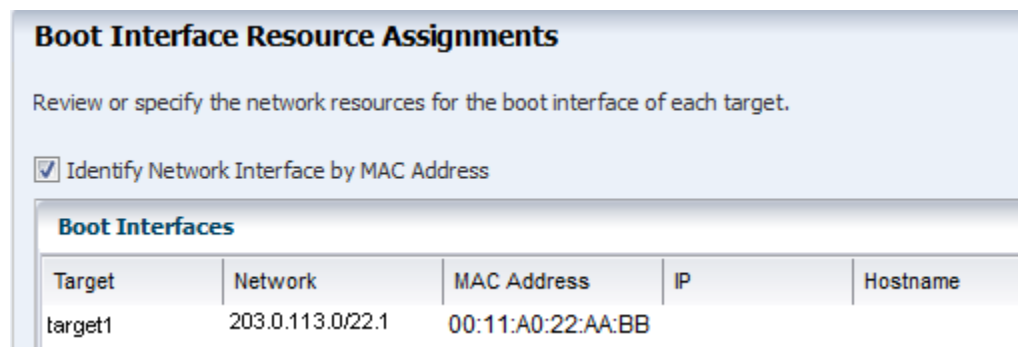 Boot Interface Resource Assignments
Review or specify the network resources for the boot interface of each target.
Identify Network Interface by MAC Address
Boot Interfaces
Target Network MAC Address IP Hostname
target1 203.0.113.0/22.1 00:11:A0:22:AA:BB